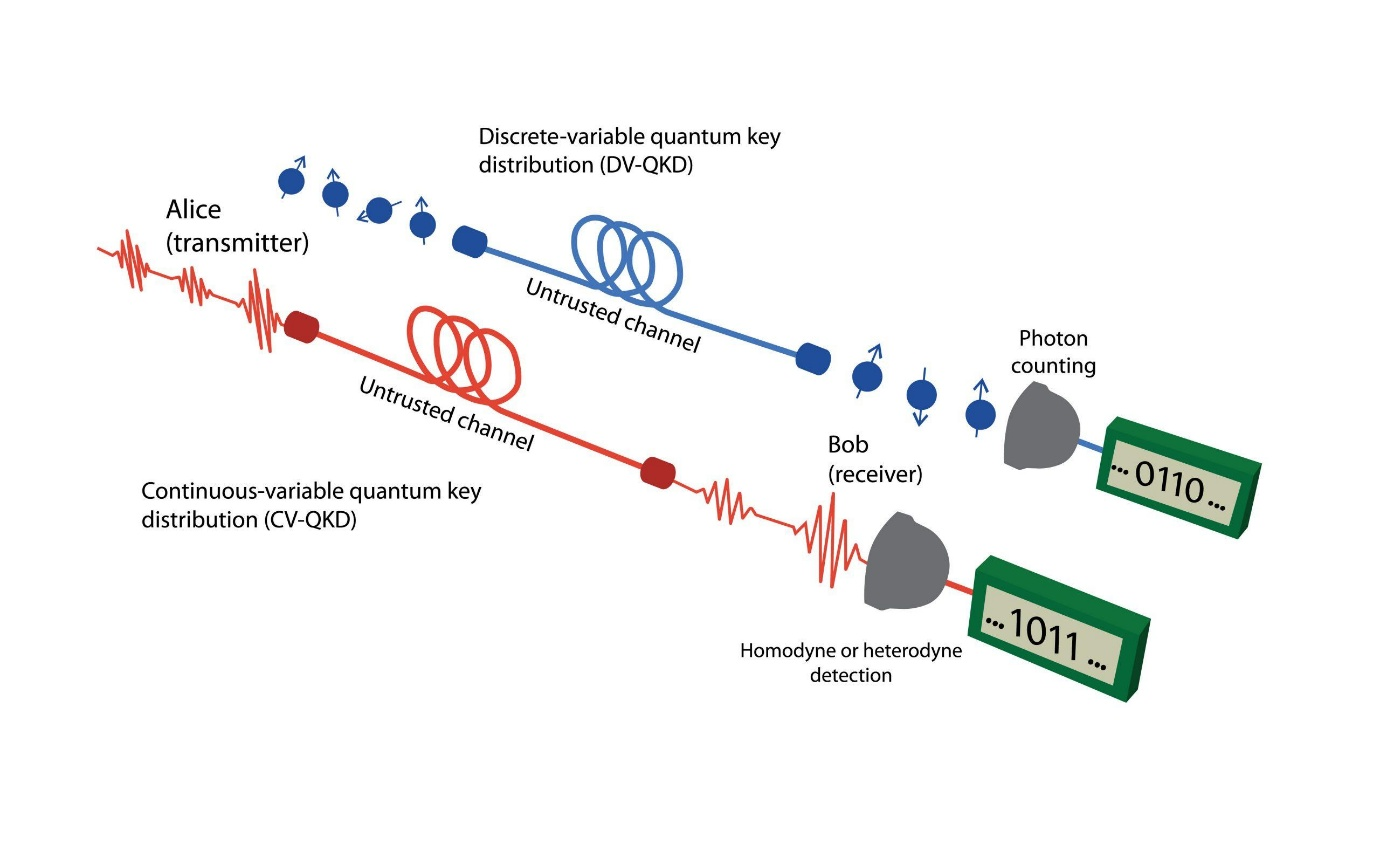 Discrete-variable quantum key
distribution (DV-QKD)
Alice
(transmitter)
Untrusted channel
Untrusted channel
Photon
counting
Bob
(receiver)
... 0110 ...
Continuous-variable quantum key
distribution (CV-QKD)
Homodyne or heterodyne
detection
... 1011 ...